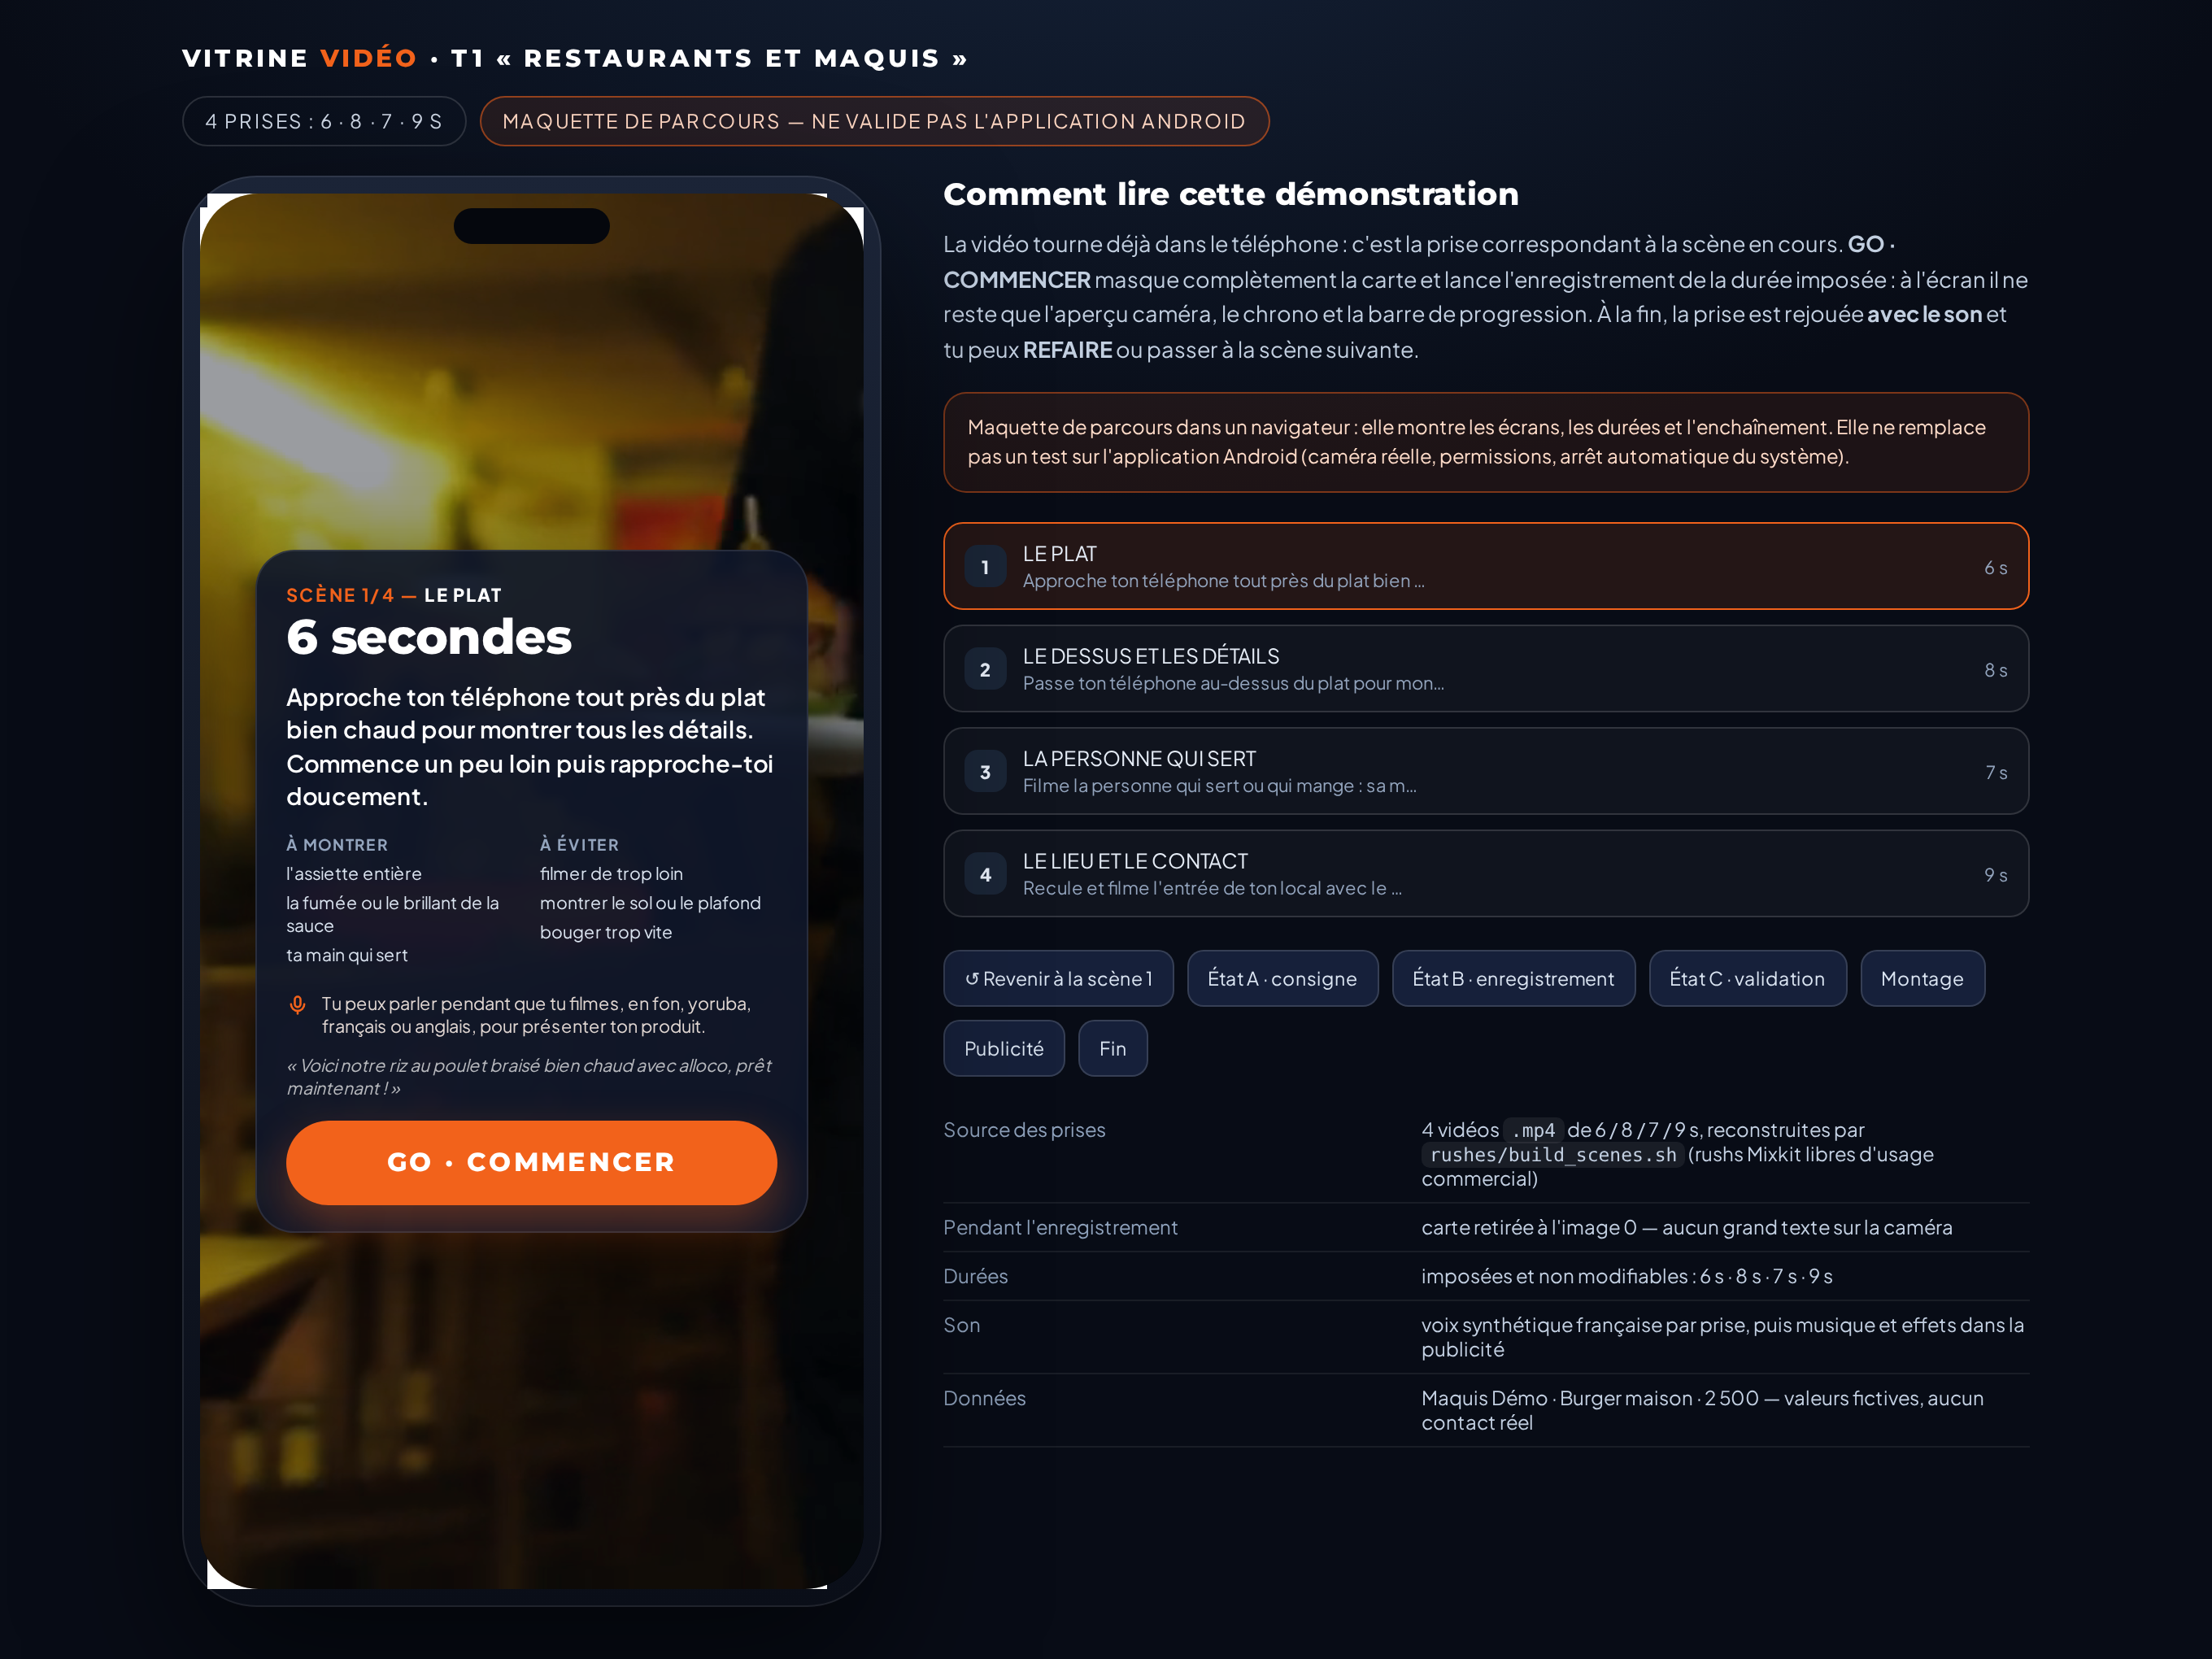 VITRINE VIDÉO · T1 « RESTAURANTS ET MAQUIS »
4 PRISES : 6 · 8 · 7 · 9 S
MAQUETTE DE PARCOURS — NE VALIDE PAS L'APPLICATION ANDROID
SCÈNE 1/4 — LE PLAT
6 secondes
Approche ton téléphone tout près du plat
bien chaud pour montrer tous les détails.
Commence un peu loin puis rapproche-toi
doucement.
À MONTRER
l'assiette entière
la fumée ou le brillant de la
sauce
ta main qui sert
À ÉVITER
filmer de trop loin
montrer le sol ou le plafond
bouger trop vite
Tu peux parler pendant que tu filmes, en fon, yoruba,
français ou anglais, pour présenter ton produit.
« Voici notre riz au poulet braisé bien chaud avec alloco, prêt
maintenant ! »
GO · COMMENCER
Comment lire cette démonstration
La vidéo tourne déjà dans le téléphone : c'est la prise correspondant à la scène en cours. GO ·
COMMENCER masque complètement la carte et lance l'enregistrement de la durée imposée : à l'écran il ne
reste que l'aperçu caméra, le chrono et la barre de progression. À la fin, la prise est rejouée avec le son et
tu peux REFAIRE ou passer à la scène suivante.
Maquette de parcours dans un navigateur : elle montre les écrans, les durées et l'enchaînement. Elle ne remplace
pas un test sur l'application Android (caméra réelle, permissions, arrêt automatique du système).
1
LE PLAT
Approche ton téléphone tout près du plat bien …
6 s
2
LE DESSUS ET LES DÉTAILS
Passe ton téléphone au-dessus du plat pour mon…
8 s
3
LA PERSONNE QUI SERT
Filme la personne qui sert ou qui mange : sa m…
7 s
4
LE LIEU ET LE CONTACT
Recule et filme l'entrée de ton local avec le …
9 s
↺ Revenir à la scène 1
État A · consigne
État B · enregistrement
État C · validation
Montage
Publicité
Fin
Source des prises
4 vidéos .mp4 de 6 / 8 / 7 / 9 s, reconstruites par
rushes/build_scenes.sh (rushs Mixkit libres d'usage
commercial)
Pendant l'enregistrement
carte retirée à l'image 0 — aucun grand texte sur la caméra
Durées
imposées et non modifiables : 6 s · 8 s · 7 s · 9 s
Son
voix synthétique française par prise, puis musique et effets dans la
publicité
Données
Maquis Démo · Burger maison · 2 500 — valeurs fictives, aucun
contact réel